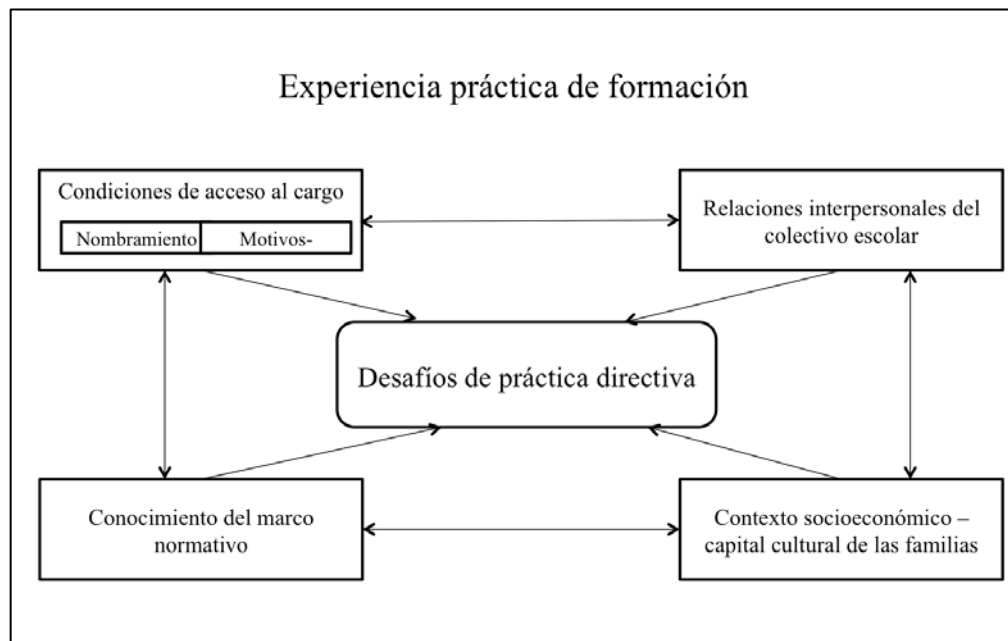 Experiencia práctica de formación
Condiciones de acceso al cargo
Nombramiento
Motivos-
Relaciones interpersonales del
colectivo escolar
Desafíos de práctica directiva
Conocimiento del marco
normativo
Contexto socioeconómico –
capital cultural de las familias